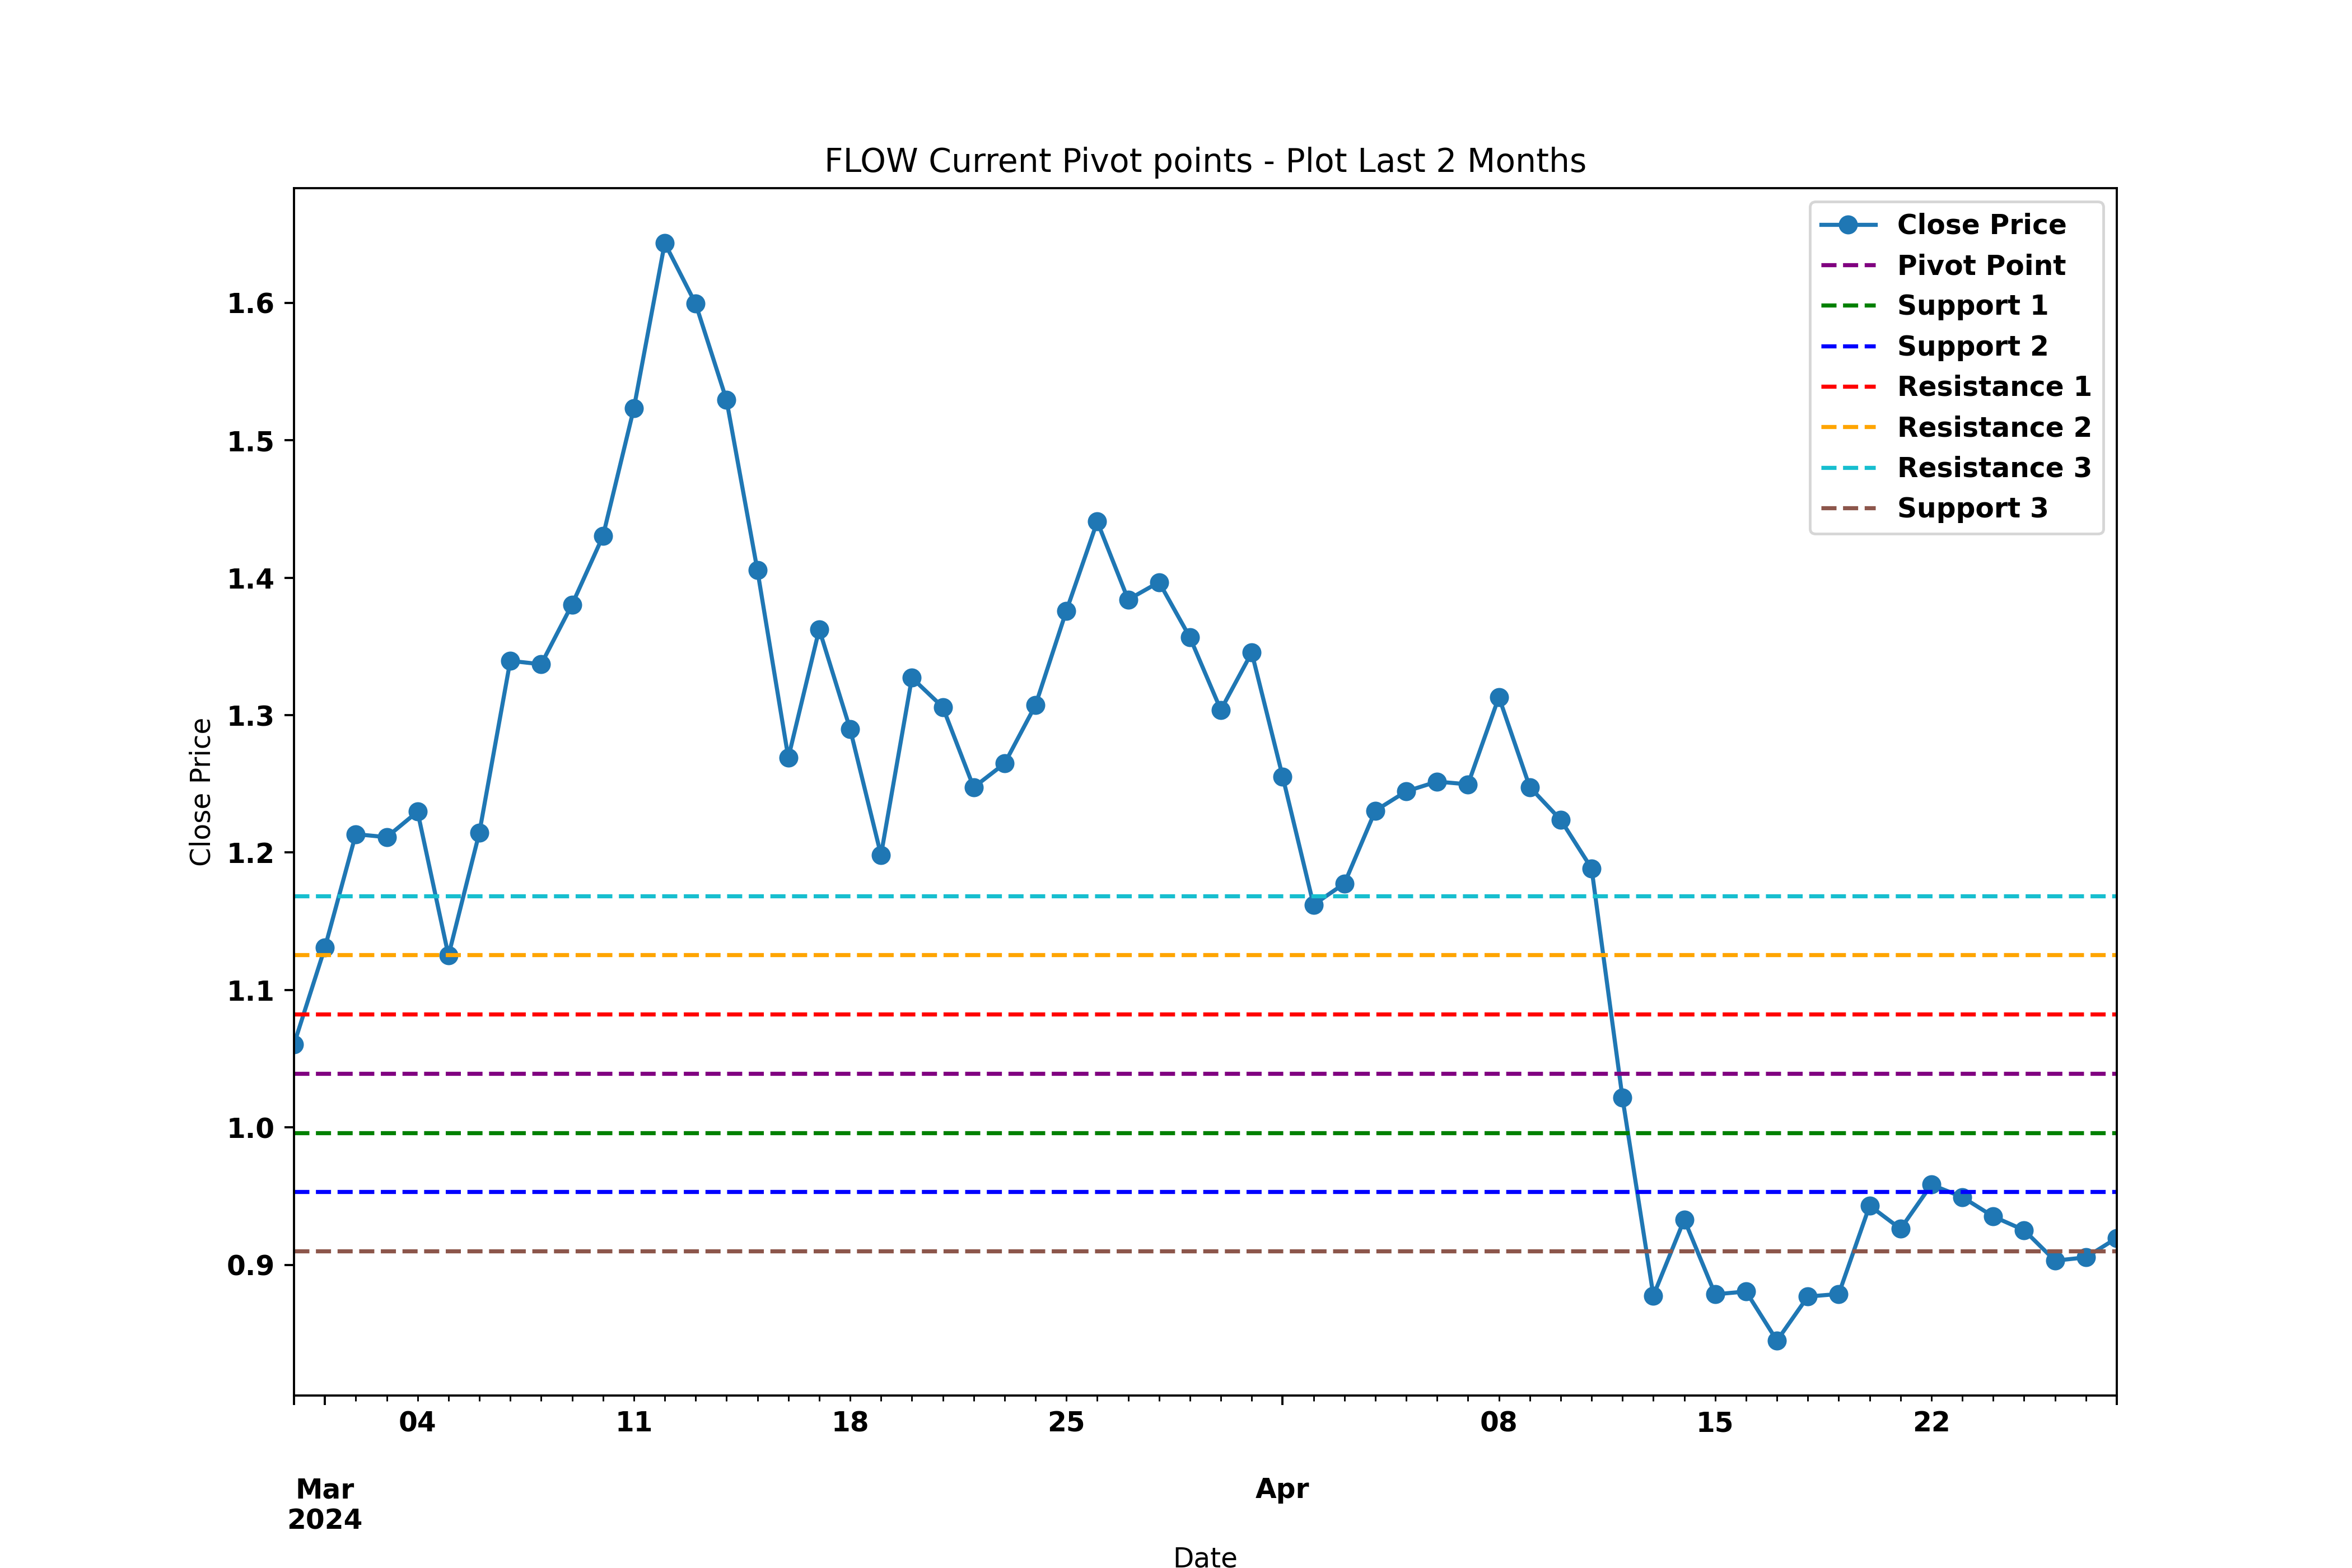 FLOW Current Pivot points - Plot Last 2 Months
Close Price
Pivot Point
Support 1
Support 2
Resistance 1
Resistance 2
Resistance 3
Support 3
1.6
1.5
1.4
1.3
1.2
1.1
1.0
0.9
Close Price
04 11 18 25 08 15 22
Mar Apr
2024
Date